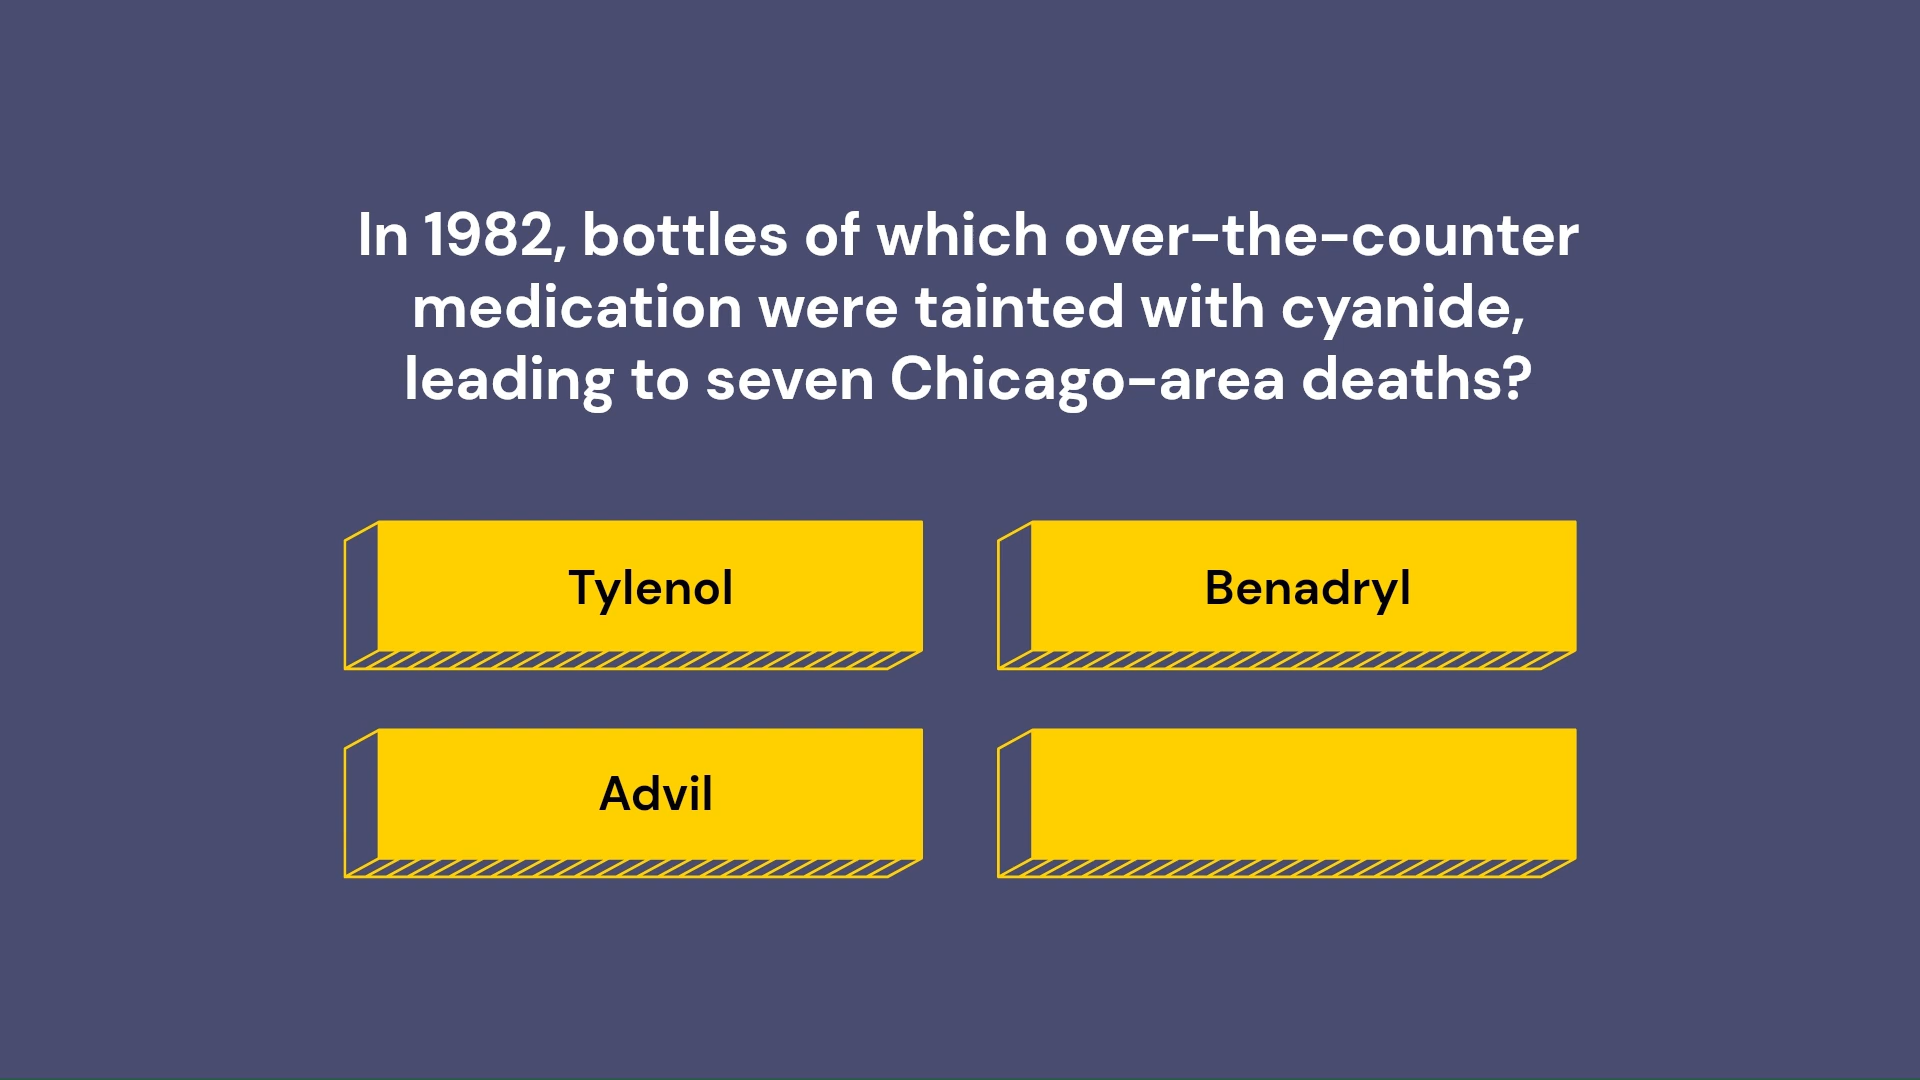 In 1982, bottles of which over-the-counter
medication were tainted with cyanide,
leading to seven Chicago-area deaths?
Tylenol
Benadryl
Advil